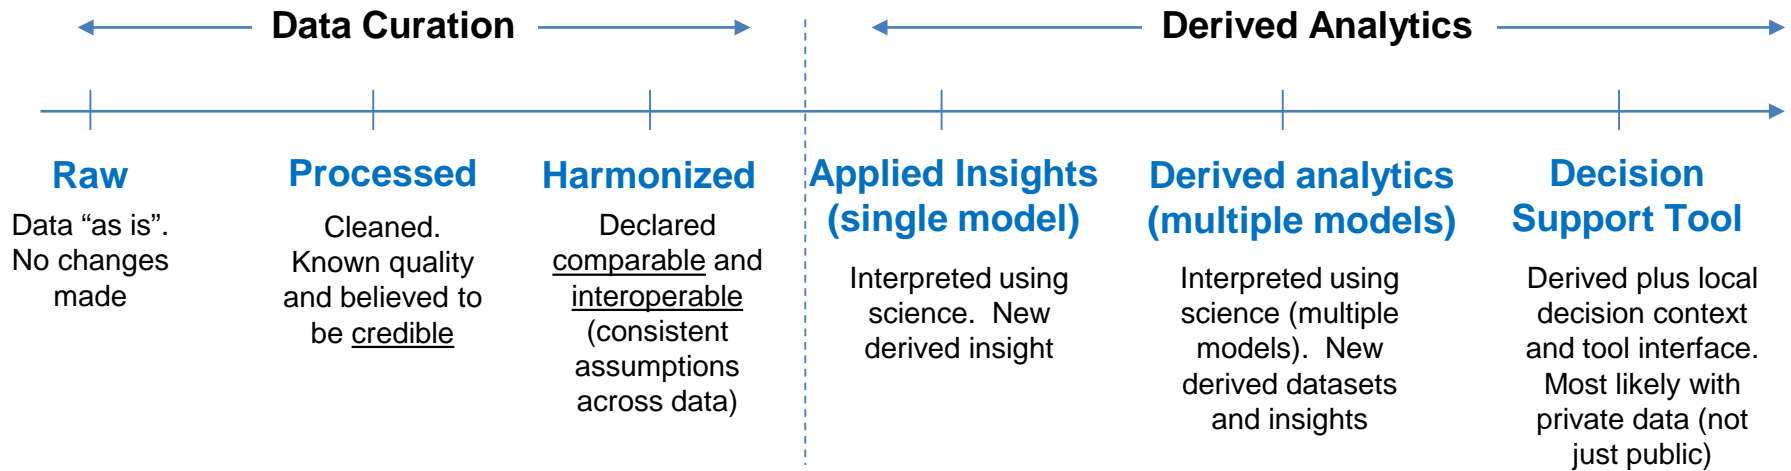 Data Curation
Derived Analytics
Raw
Data “as is”.
No changes
made
Processed
Cleaned.
Known quality
and believed to
be credible
Harmonized
Declared
comparable and
interoperable
(consistent
assumptions
across data)
Applied Insights
(single model)
Interpreted using
science.  New
derived insight
Derived analytics
(multiple models)
Interpreted using
science (multiple
models).  New
derived datasets
and insights
Decision
Support Tool
Derived plus local
decision context
and tool interface.
Most likely with
private data (not
just public)